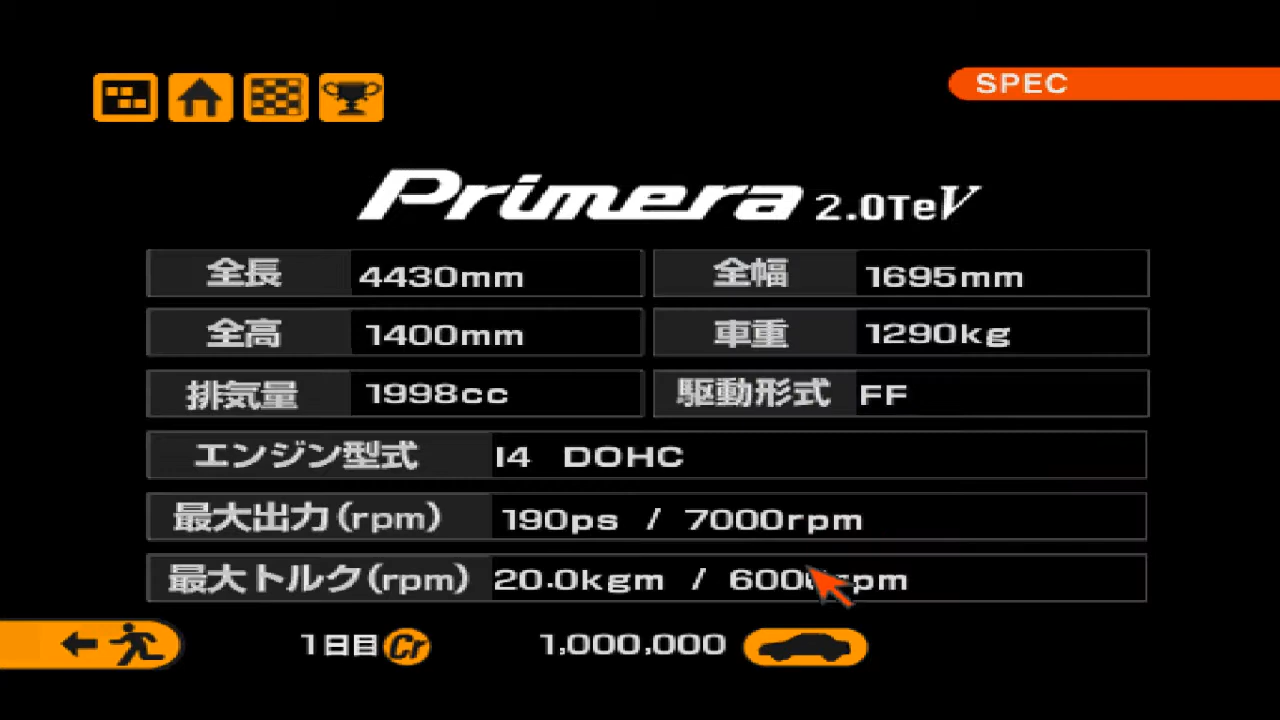 SPEC
Primera 2.0TeV
全長 4430mm 全幅 1695mm
全高 1400mm 車重 1290kg
排気量 1998cc 駆動形式 FF
エンジン型式 I4 DOHC
最大出力(rpm) 190ps / 7000rpm
最大トルク(rpm) 20.0kgm / 6000rpm
1日目 Cr 1,000,000